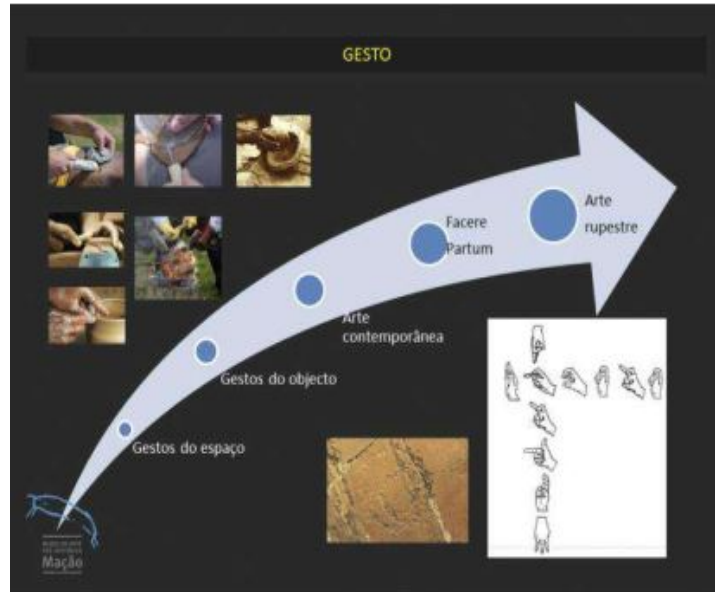 GESTO
Arte
rupestre
Facere
Partum
Arte
contemporânea
Gestos do objecto
Gestos do espaço
Mação